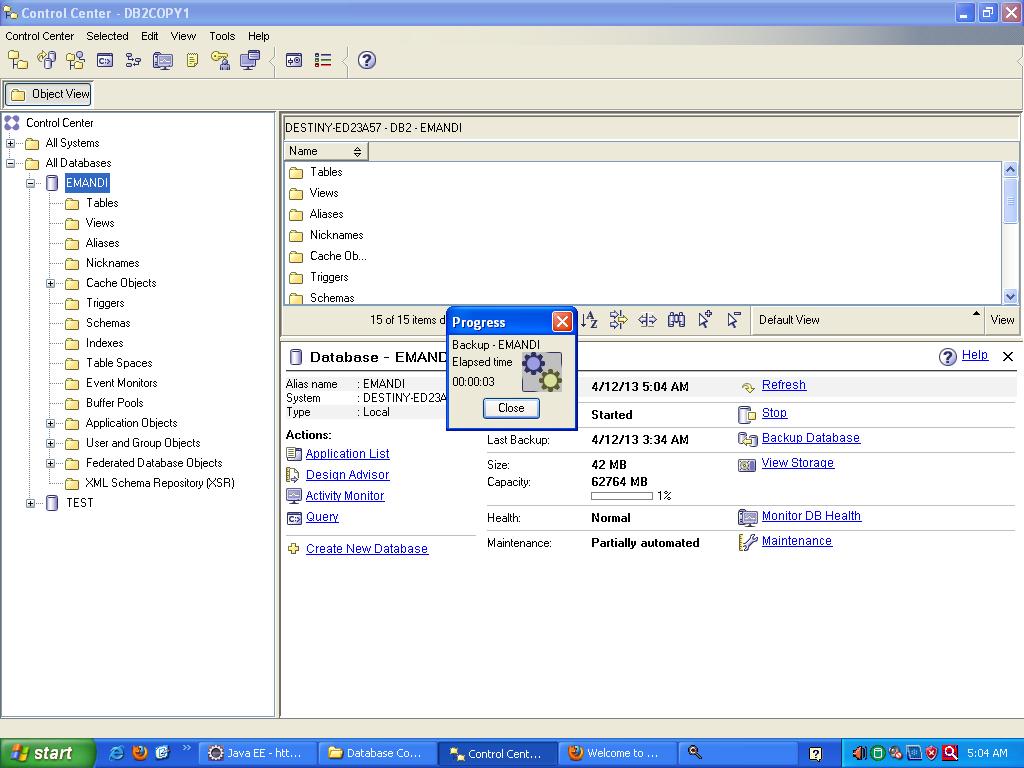 Control Center - DB2COPY1
Control Center Selected Edit View Tools Help
Object View
Control Center
All Systems
All Databases
EMANDI
Tables
Views
Aliases
Nicknames
Cache Objects
Triggers
Schemas
Indexes
Table Spaces
Event Monitors
Buffer Pools
Application Objects
User and Group Objects
Federated Database Objects
XML Schema Repository (XSR)
TEST
DESTINY-ED23A57 - DB2 - EMANDI
Name
Tables
Views
Aliases
Nicknames
Cache Ob...
Triggers
Schemas
15 of 15 items d
Default View View
Progress
Backup - EMANDI
Elapsed time
00:00:03
Close
Database - EMAND
Help
Alias name : EMANDI
System : DESTINY-ED23A
Type : Local
Actions:
Application List
Design Advisor
Activity Monitor
Query
Create New Database
4/12/13 5:04 AM Refresh
Started Stop
Last Backup: 4/12/13 3:34 AM Backup Database
Size: 42 MB View Storage
Capacity: 62764 MB
1%
Health: Normal Monitor DB Health
Maintenance: Partially automated Maintenance
start Java EE - htt... Database Co... Control Cent... Welcome to ... 5:04 AM